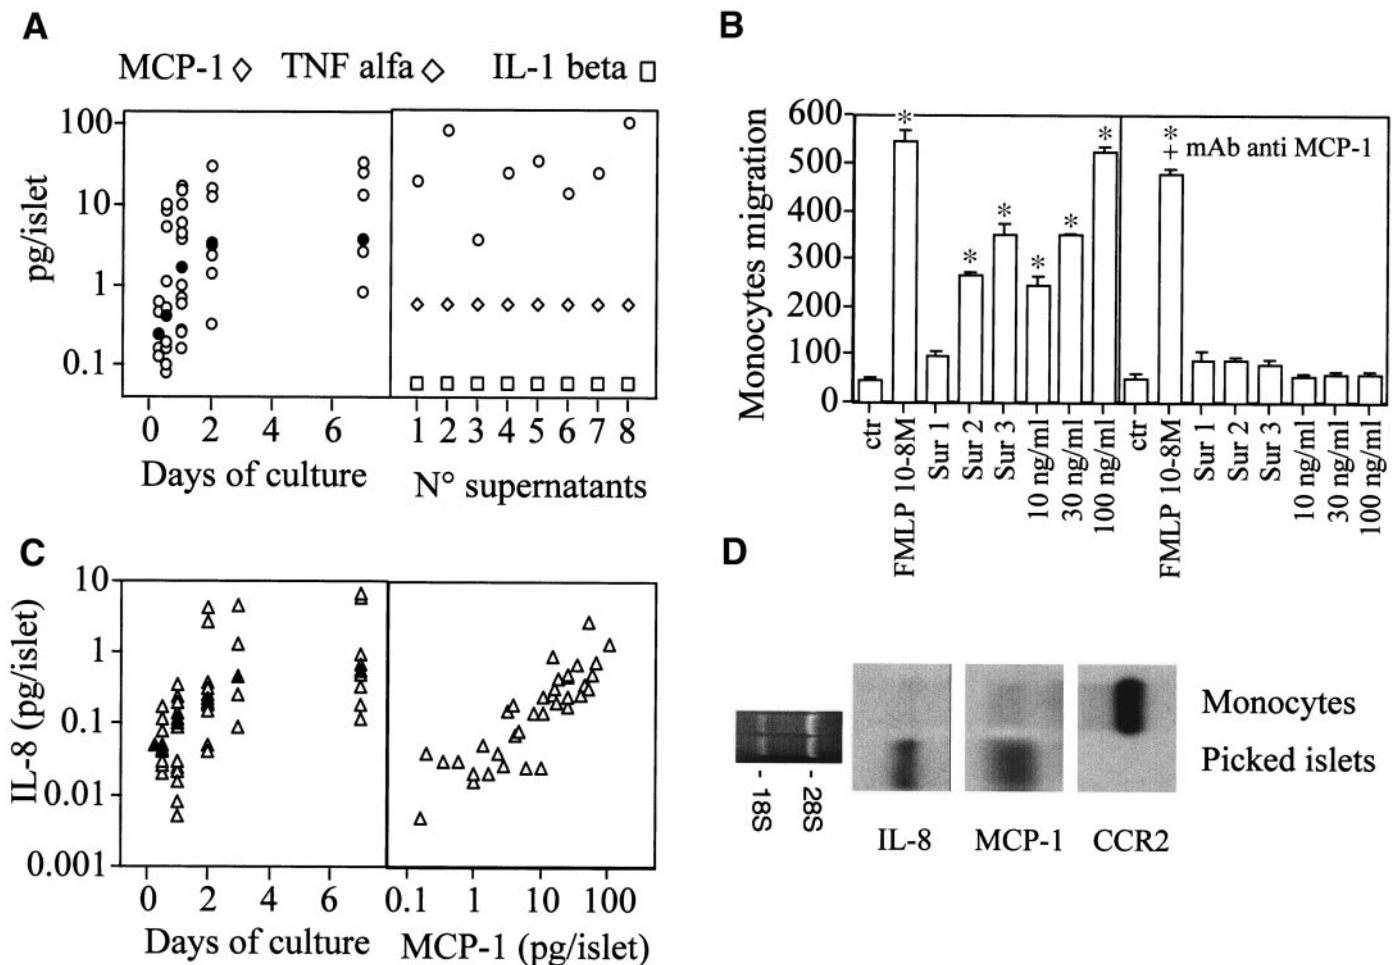 A
MCP-1 ◇ TNF alfa ◇ IL-1 beta □
pg/islet
100
10
1
0.1
0 2 4 6
Days of culture
1 2 3 4 5 6 7 8
N° supernatants
B
Monocytes migration
600
500
400
300
200
100
0
*
*
*
*
*
*
*
+ mAb anti MCP-1
ctr
FMLP 10-8M
Sur 1
Sur 2
Sur 3
10 ng/ml
30 ng/ml
100 ng/ml
ctr
FMLP 10-8M
Sur 1
Sur 2
Sur 3
10 ng/ml
30 ng/ml
100 ng/ml
C
IL-8 (pg/islet)
10
1
0.1
0.01
0.001
0 2 4 6
Days of culture
0.1 1 10 100
MCP-1 (pg/islet)
D
Monocytes
Picked islets
- 18S
- 28S
IL-8
MCP-1
CCR2